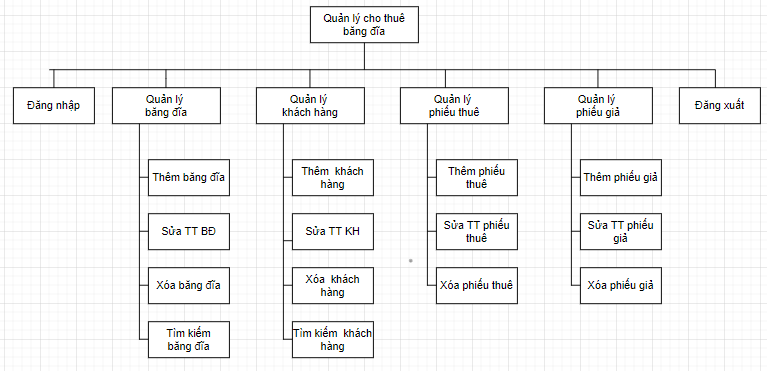 Quản lý cho thuê
băng đĩa
Đăng nhập
Quản lý
băng đĩa
Quản lý
khách hàng
Quản lý
phiếu thuê
Quản lý
phiếu giả
Đăng xuất
Thêm băng đĩa
Sửa TT BĐ
Xóa băng đĩa
Tìm kiếm
băng đĩa
Thêm khách
hàng
Sửa TT KH
Xóa khách
hàng
Tìm kiếm khách
hàng
Thêm phiếu
thuê
Sửa TT phiếu
thuê
Xóa phiếu thuê
Thêm phiếu giả
Sửa TT phiếu
giả
Xóa phiếu giả